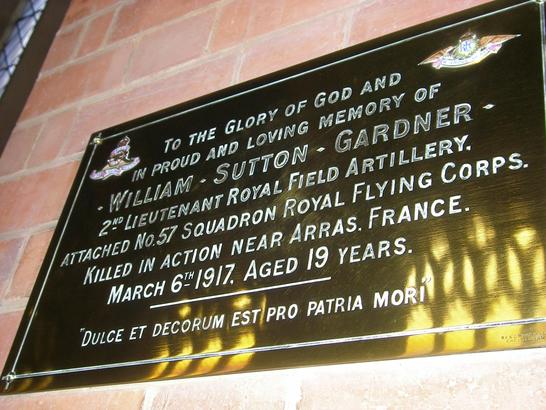 TO THE GLORY OF GOD AND
IN PROUD AND LOVING MEMORY OF
· WILLIAM · SUTTON · GARDNER ·
2ND LIEUTENANT ROYAL FIELD ARTILLERY,
ATTACHED NO. 57 SQUADRON ROYAL FLYING CORPS.
KILLED IN ACTION NEAR ARRAS, FRANCE.
MARCH 6TH 1917, AGED 19 YEARS.
"DULCE ET DECORUM EST PRO PATRIA MORI"